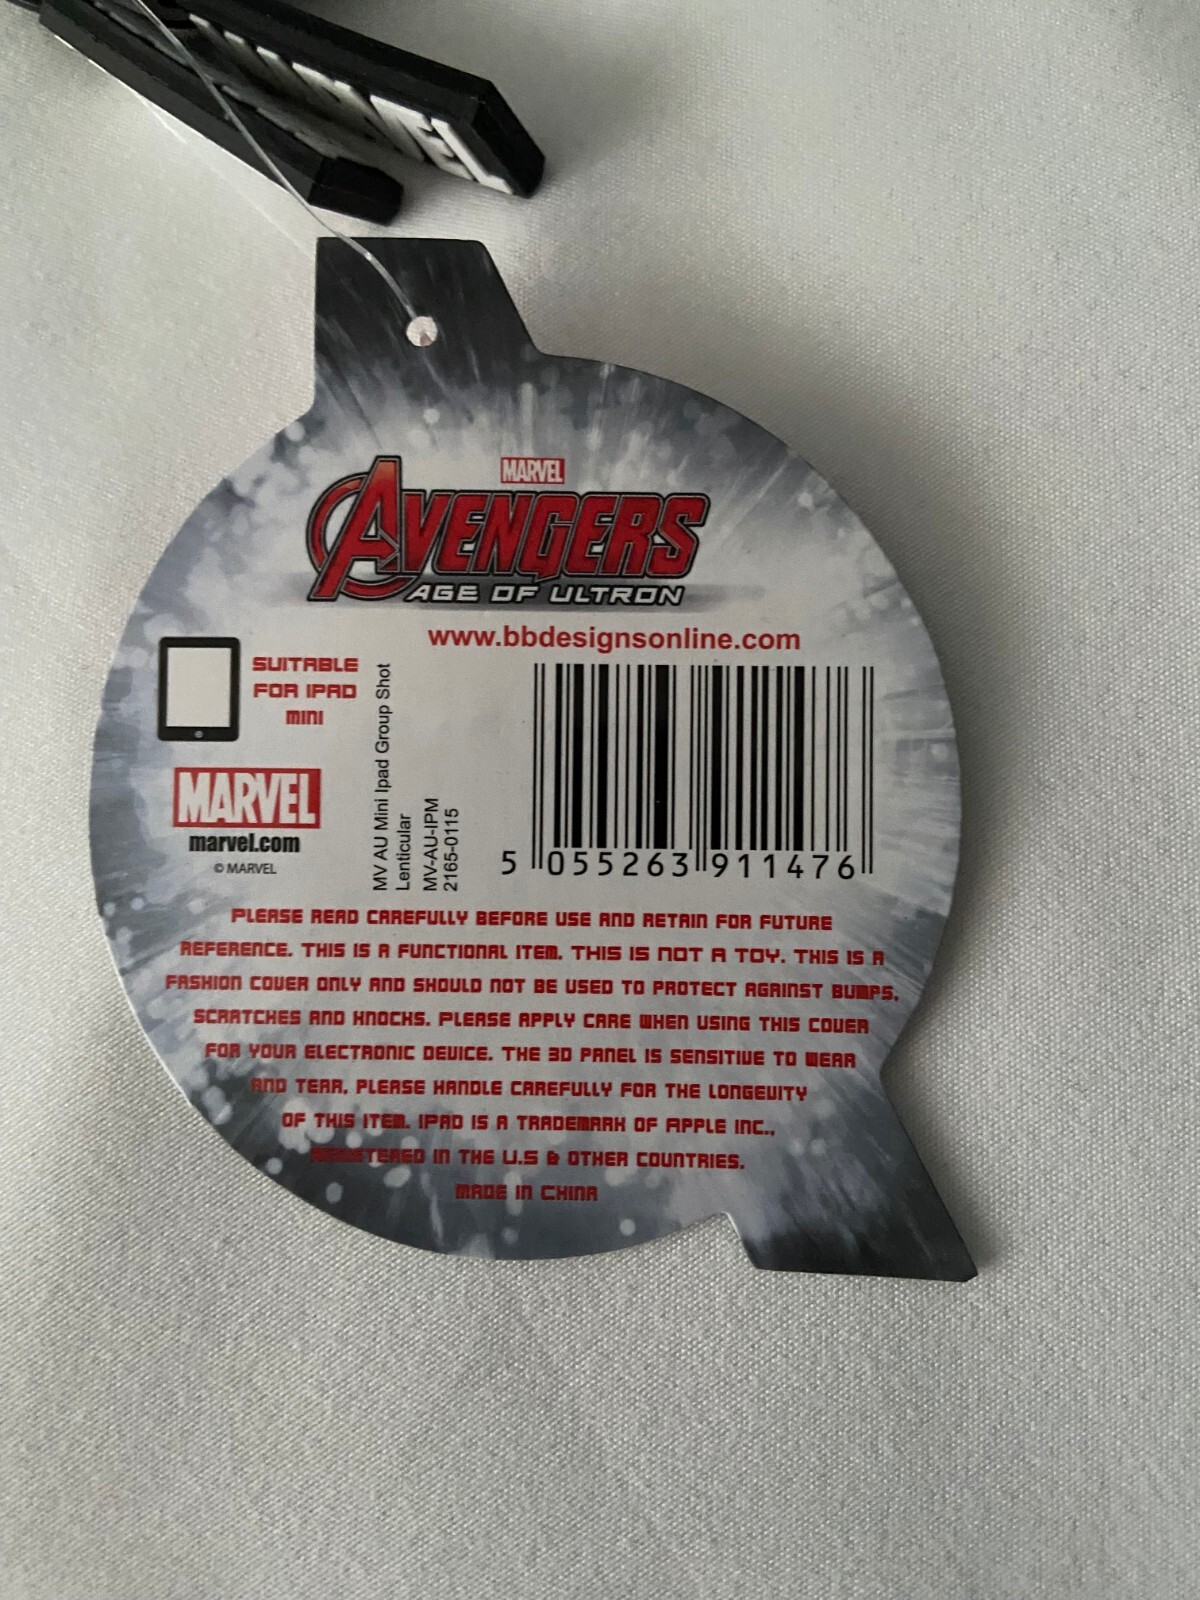 MARVEL
AVENGERS
AGE OF ULTRON
www.bbdesignsonline.com
SUITABLE
FOR IPAD
MINI
MARVEL
marvel.com
© MARVEL
MV AU Mini Ipad Group Shot
Lenticular
MV-AU-IPM
2165-0115
5 055263 911476
PLEASE READ CAREFULLY BEFORE USE AND RETAIN FOR FUTURE
REFERENCE. THIS IS A FUNCTIONAL ITEM. THIS IS NOT A TOY. THIS IS A
FASHION COVER ONLY AND SHOULD NOT BE USED TO PROTECT AGAINST BUMPS,
SCRATCHES AND KNOCKS. PLEASE APPLY CARE WHEN USING THIS COVER
FOR YOUR ELECTRONIC DEVICE. THE 3D PANEL IS SENSITIVE TO WEAR
AND TEAR, PLEASE HANDLE CAREFULLY FOR THE LONGEVITY
OF THIS ITEM. IPAD IS A TRADEMARK OF APPLE INC.,
REGISTERED IN THE U.S & OTHER COUNTRIES.
MADE IN CHINA